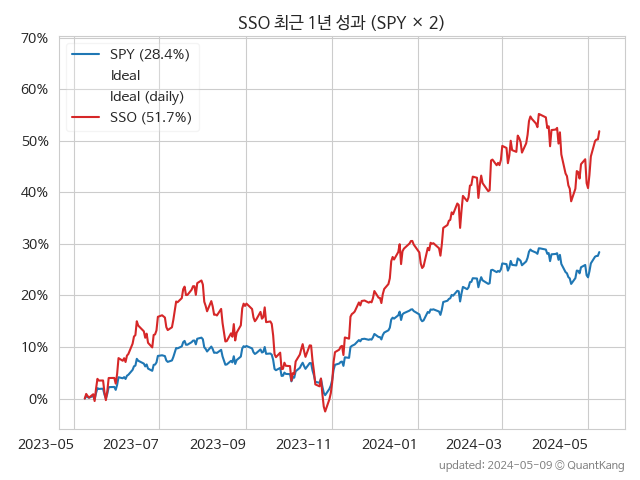 SSO 최근 1년 성과 (SPY × 2)
70%
60%
50%
40%
30%
20%
10%
0%
SPY (28.4%)
Ideal
Ideal (daily)
SSO (51.7%)
2023-05
2023-07
2023-09
2023-11
2024-01
2024-03
2024-05
updated: 2024-05-09 © QuantKang